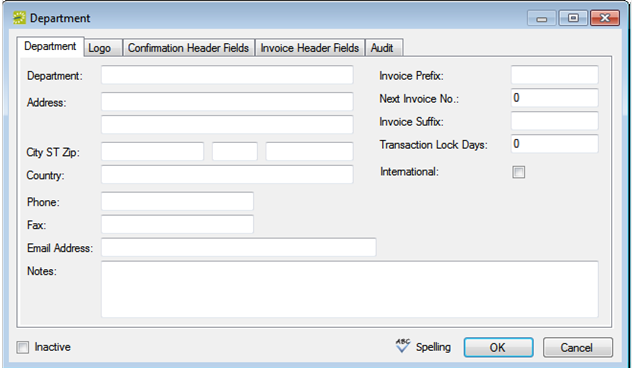 Department
Department Logo Confirmation Header Fields Invoice Header Fields Audit
Department: Invoice Prefix:
Address: Next Invoice No.: 0
Invoice Suffix:
City ST Zip: Transaction Lock Days: 0
Country: International:
Phone:
Fax:
Email Address:
Notes:
Inactive ABC Spelling OK Cancel